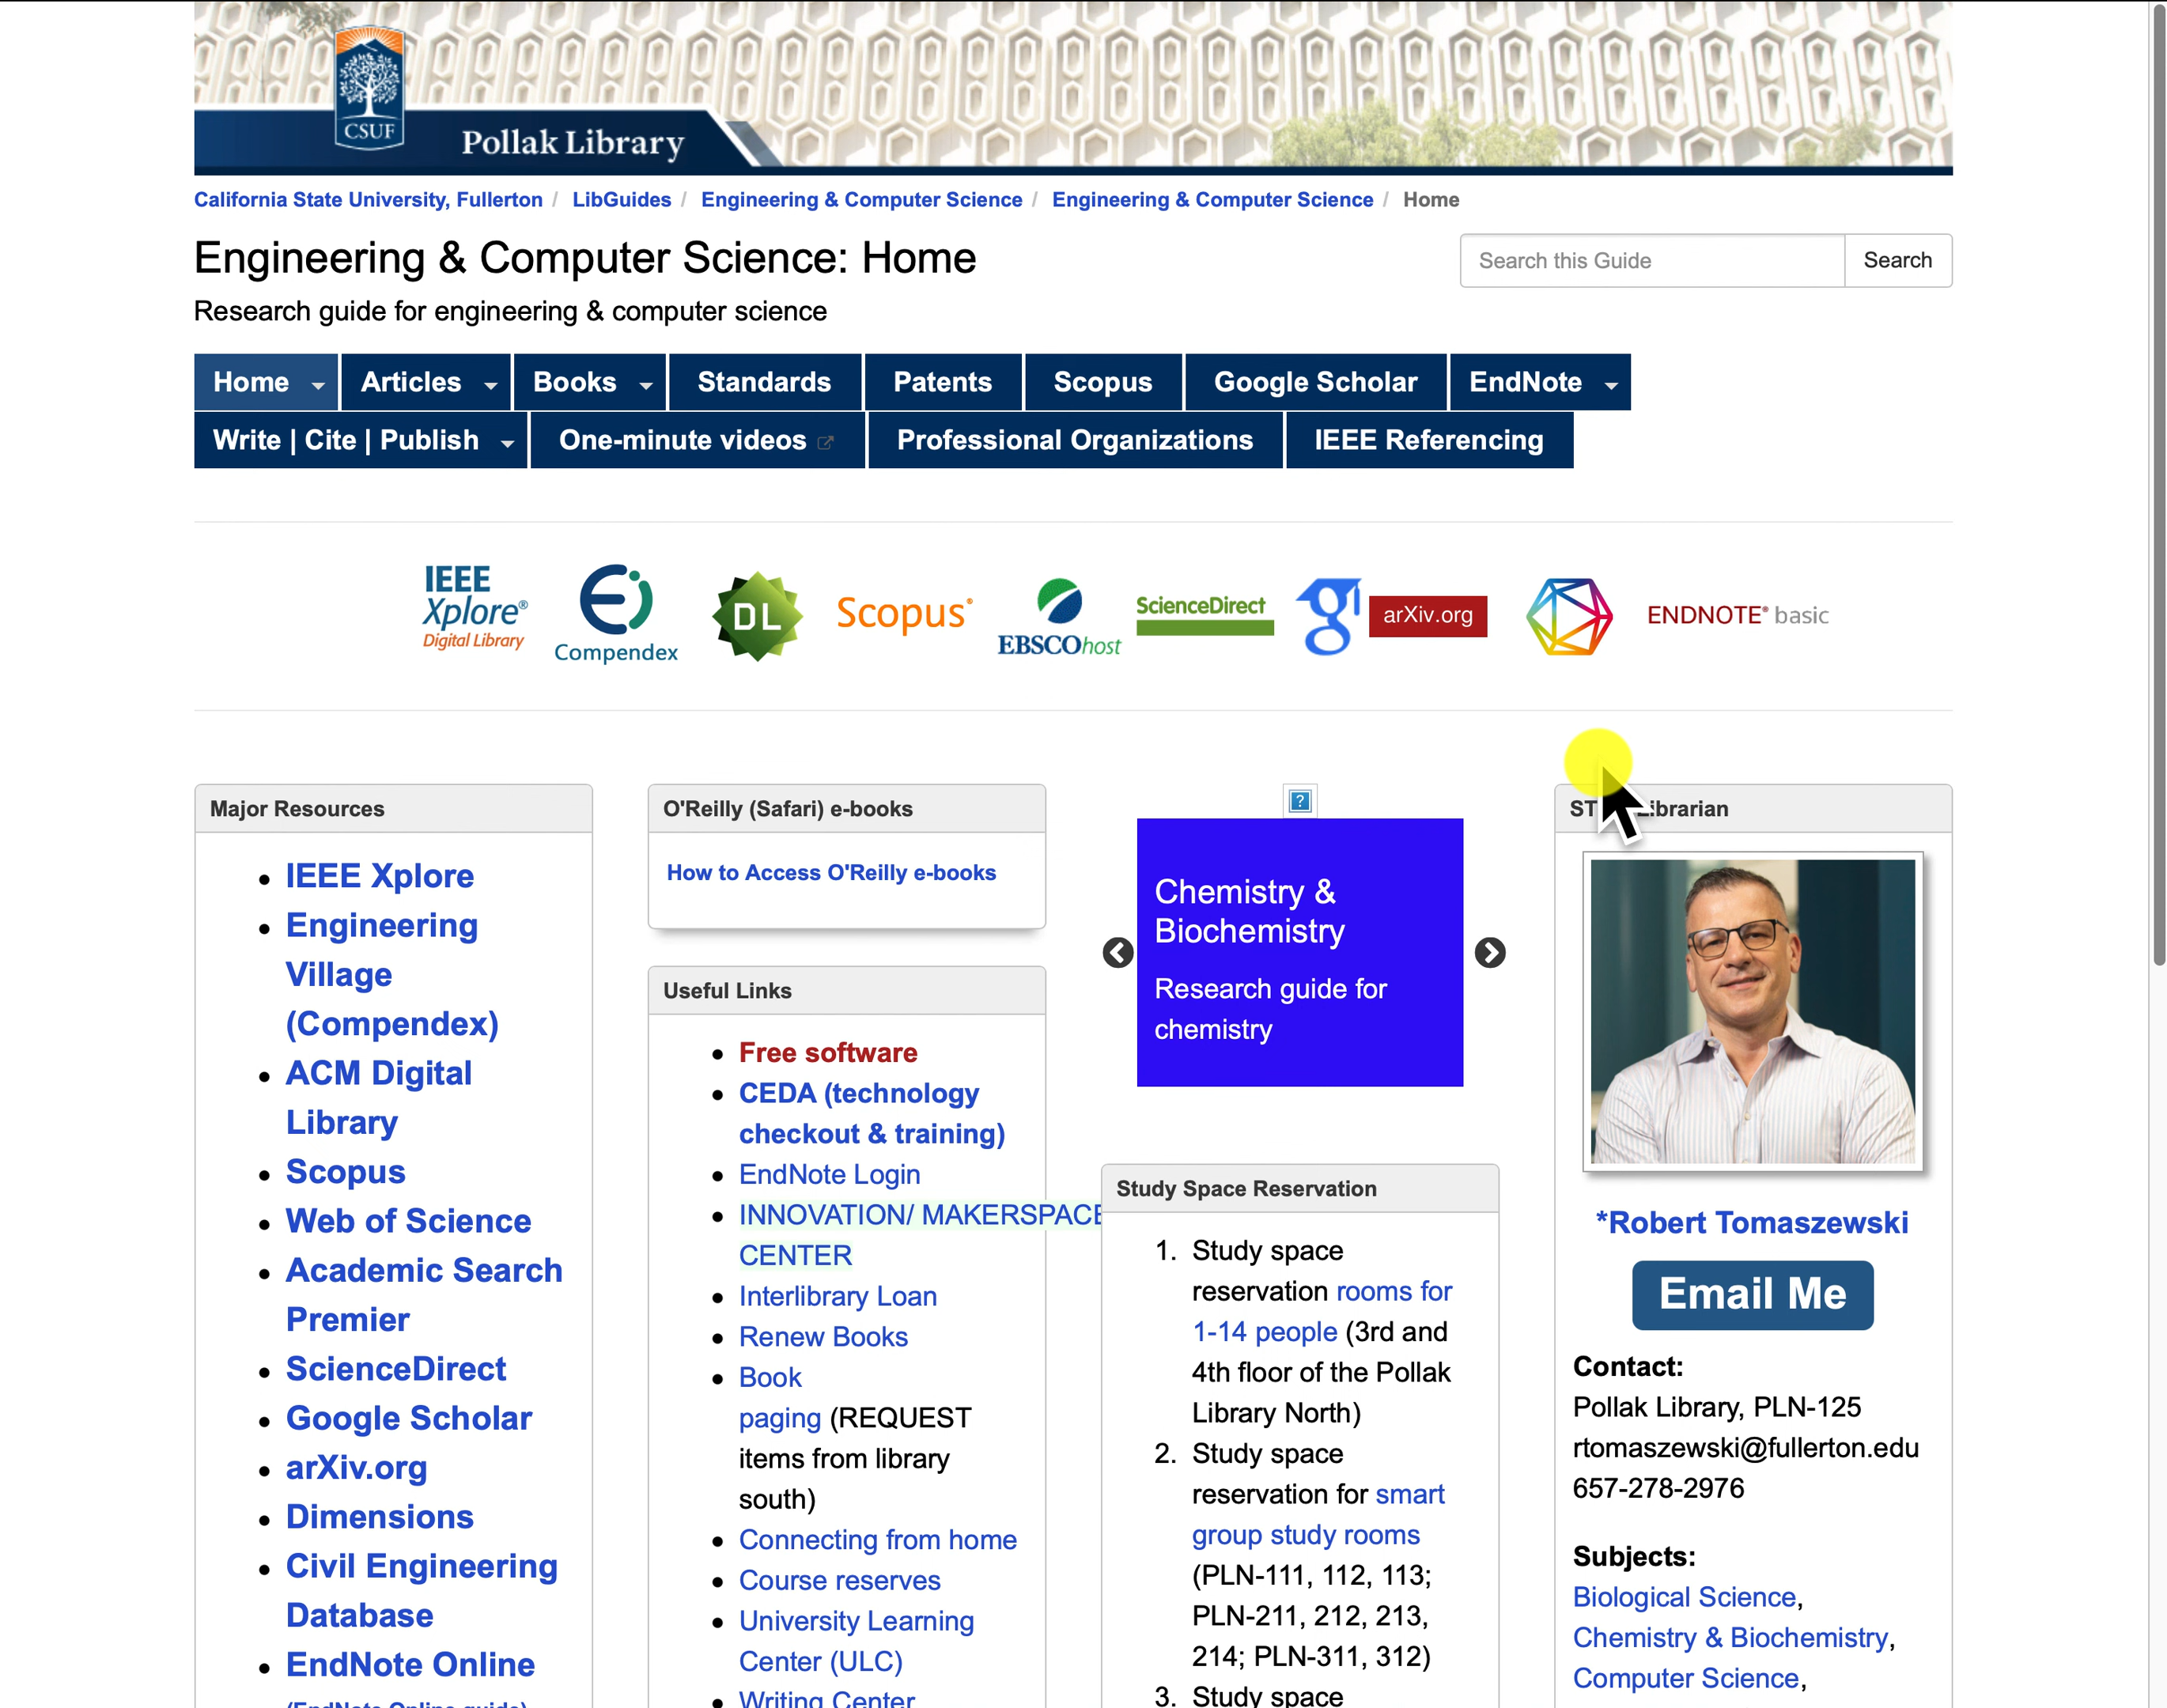 CSUF
Pollak Library
California State University, Fullerton / LibGuides / Engineering & Computer Science / Engineering & Computer Science / Home
Engineering & Computer Science: Home
Search this Guide
Search
Research guide for engineering & computer science
Home
Articles
Books
Standards
Patents
Scopus
Google Scholar
EndNote
Write | Cite | Publish
One-minute videos
Professional Organizations
IEEE Referencing
IEEE
Xplore®
Digital Library
Compendex
DL
Scopus®
EBSCOhost
ScienceDirect
g
arXiv.org
ENDNOTE® basic
Major Resources
• IEEE Xplore
• Engineering
Village
(Compendex)
• ACM Digital
Library
• Scopus
• Web of Science
• Academic Search
Premier
• ScienceDirect
• Google Scholar
• arXiv.org
• Dimensions
• Civil Engineering
Database
• EndNote Online
(EndNote Online guide)
O'Reilly (Safari) e-books
How to Access O'Reilly e-books
Useful Links
• Free software
• CEDA (technology
checkout & training)
• EndNote Login
• INNOVATION/ MAKERSPACE
CENTER
• Interlibrary Loan
• Renew Books
• Book
paging (REQUEST
items from library
south)
• Connecting from home
• Course reserves
• University Learning
Center (ULC)
• Writing Center
?
Chemistry &
Biochemistry
Research guide for
chemistry
Study Space Reservation
1. Study space
reservation rooms for
1-14 people (3rd and
4th floor of the Pollak
Library North)
2. Study space
reservation for smart
group study rooms
(PLN-111, 112, 113;
PLN-211, 212, 213,
214; PLN-311, 312)
3. Study space
Librarian
*Robert Tomaszewski
Email Me
Contact:
Pollak Library, PLN-125
rtomaszewski@fullerton.edu
657-278-2976
Subjects:
Biological Science,
Chemistry & Biochemistry,
Computer Science,